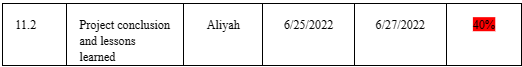 11.2 Project conclusion Aliyah 6/25/2022 6/27/2022 40%
and lessons
learned